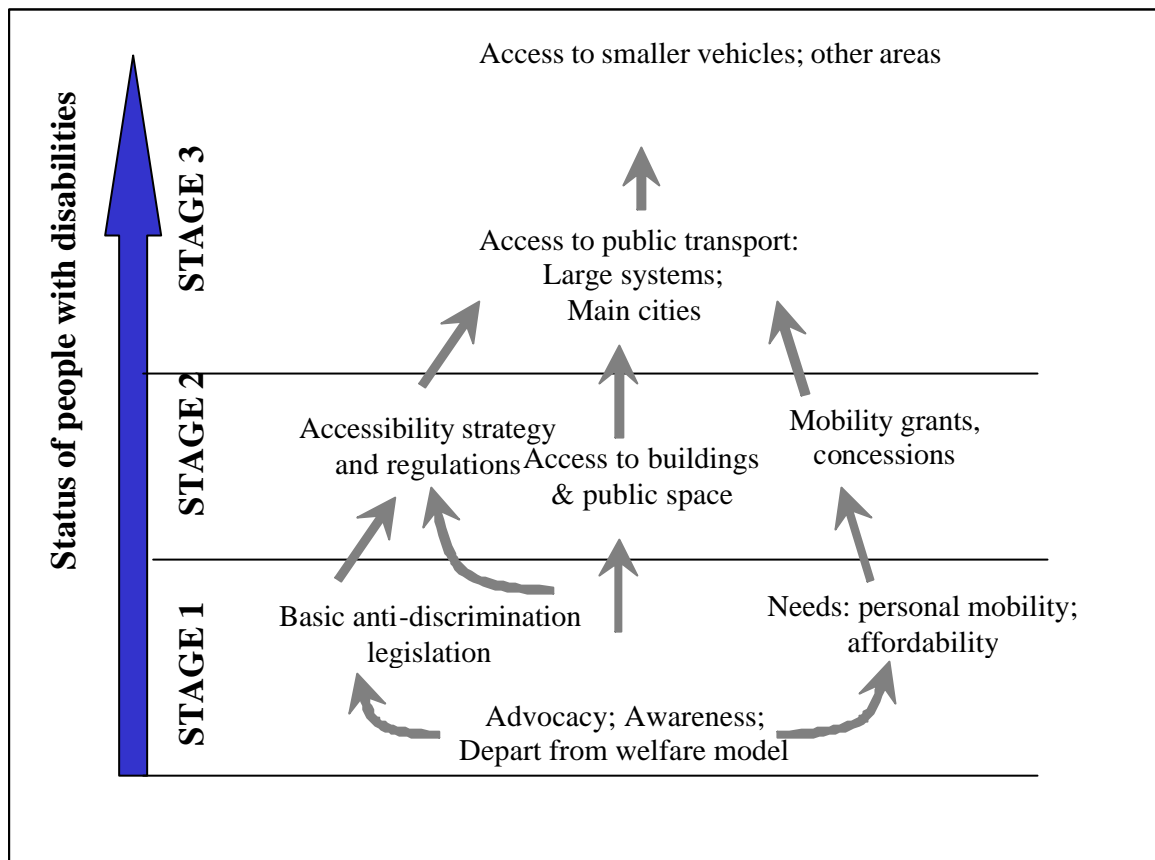 Status of people with disabilities
STAGE 3
Access to smaller vehicles; other areas
Access to public transport:
Large systems;
Main cities
STAGE 2
Accessibility strategy
and regulations
Access to buildings
& public space
Mobility grants,
concessions
STAGE 1
Basic anti-discrimination
legislation
Needs: personal mobility;
affordability
Advocacy; Awareness;
Depart from welfare model